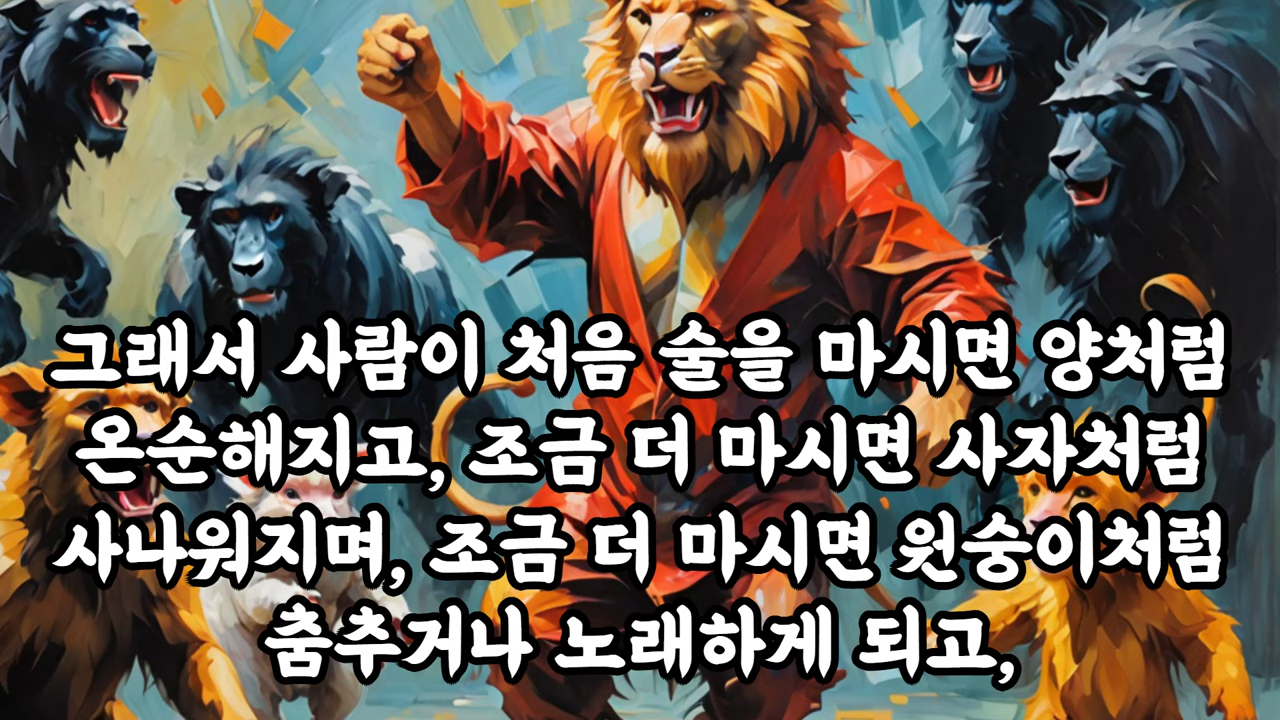 그래서 사람이 처음 술을 마시면 양처럼
온순해지고, 조금 더 마시면 사자처럼
사나워지며, 조금 더 마시면 원숭이처럼
춤추거나 노래하게 되고,